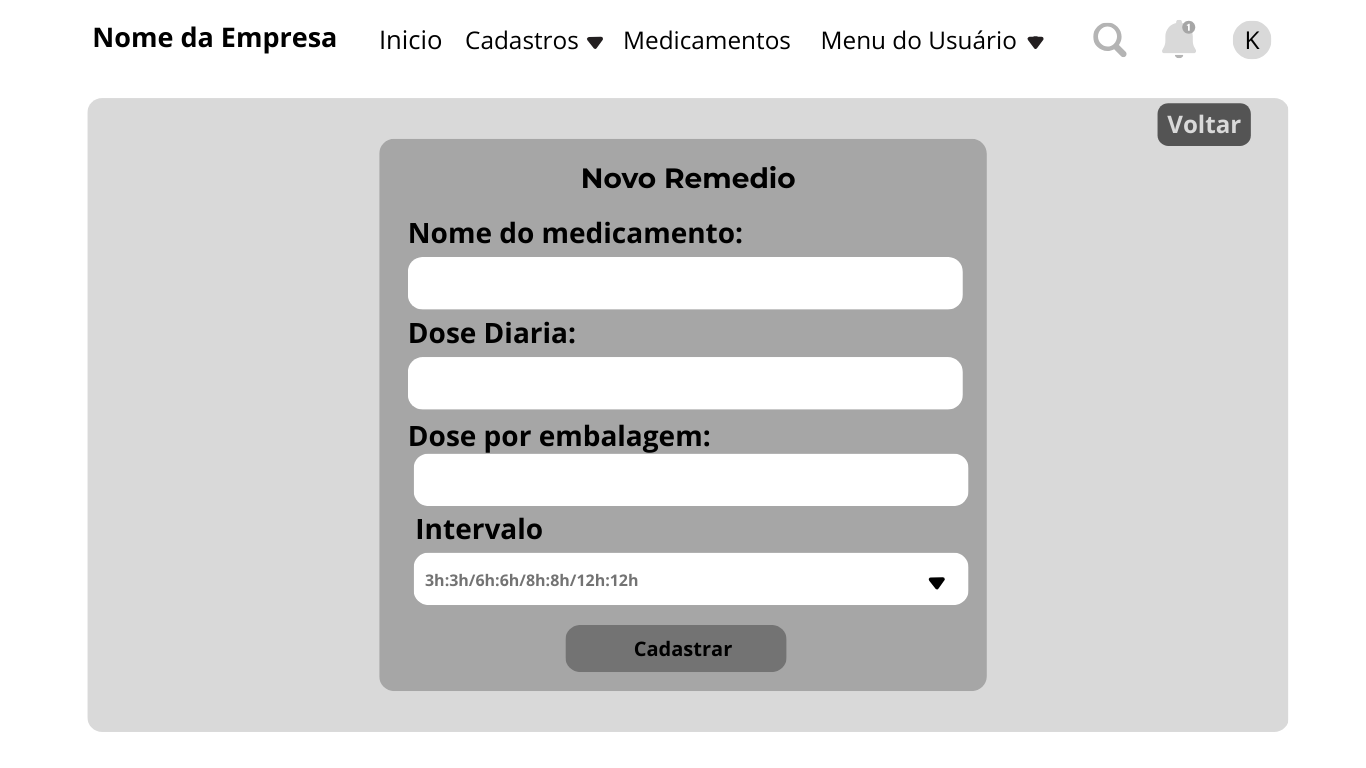 Nome da Empresa Inicio Cadastros Medicamentos Menu do Usuário 1 K
Voltar
Novo Remedio
Nome do medicamento:
Dose Diaria:
Dose por embalagem:
Intervalo
3h:3h/6h:6h/8h:8h/12h:12h
Cadastrar